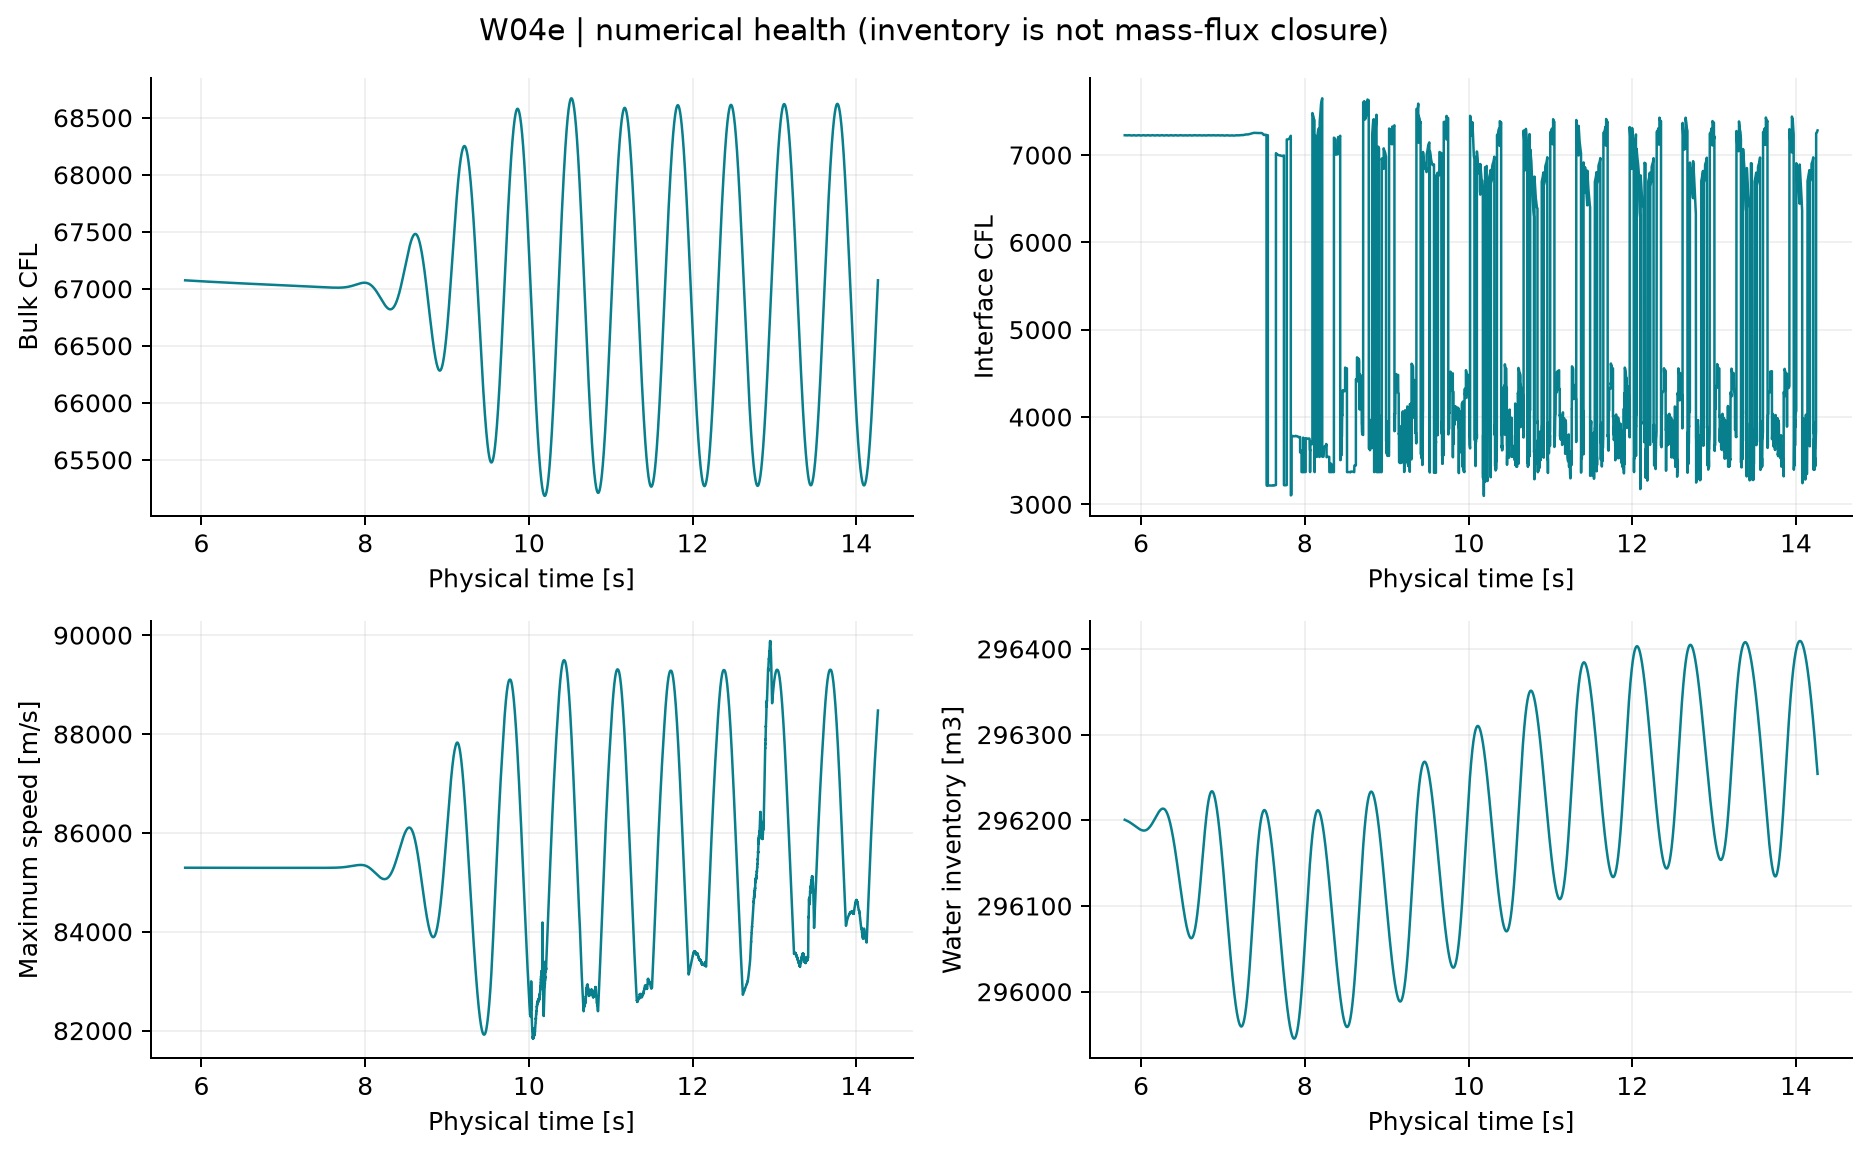 W04e | numerical health (inventory is not mass-flux closure)
Bulk CFL
68500
68000
67500
67000
66500
66000
65500
6 8 10 12 14
Physical time [s]
Interface CFL
7000
6000
5000
4000
3000
6 8 10 12 14
Physical time [s]
Maximum speed [m/s]
90000
88000
86000
84000
82000
6 8 10 12 14
Physical time [s]
Water inventory [m3]
296400
296300
296200
296100
296000
6 8 10 12 14
Physical time [s]